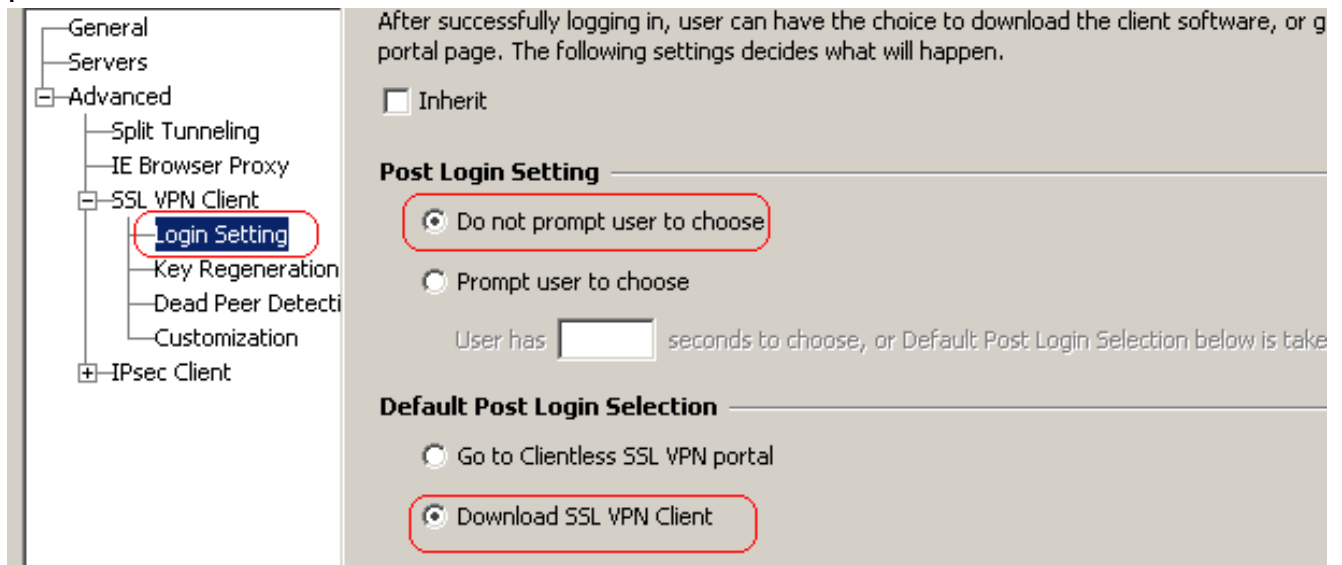 General
Servers
Advanced
Split Tunneling
IE Browser Proxy
SSL VPN Client
Login Setting
Key Regeneration
Dead Peer Detecti
Customization
IPsec Client
After successfully logging in, user can have the choice to download the client software, or g
portal page. The following settings decides what will happen.
Inherit
Post Login Setting
Do not prompt user to choose
Prompt user to choose
User has seconds to choose, or Default Post Login Selection below is take
Default Post Login Selection
Go to Clientless SSL VPN portal
Download SSL VPN Client